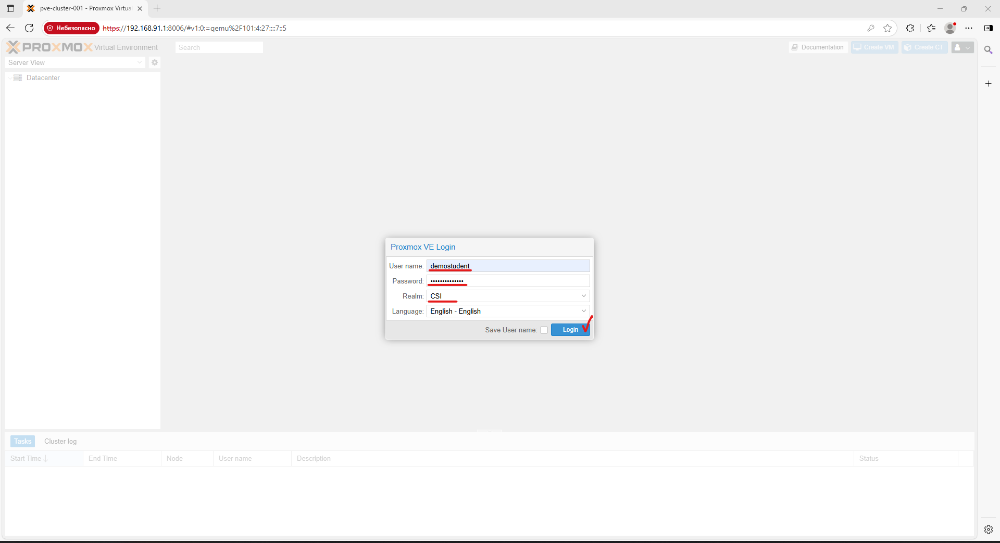 pve-cluster-001 - Proxmox Virtua
Небезопасно https://192.168.91.1:8006/#v1:0:=qemu%2F101:4:27::::7::5
PROXMOX Virtual Environment Search Documentation Create VM Create CT
Server View
Datacenter
Proxmox VE Login
User name: demostudent
Password: ••••••••••••••
Realm: CSI
Language: English - English
Save User name: Login
Tasks Cluster log
Start Time End Time Node User name Description Status